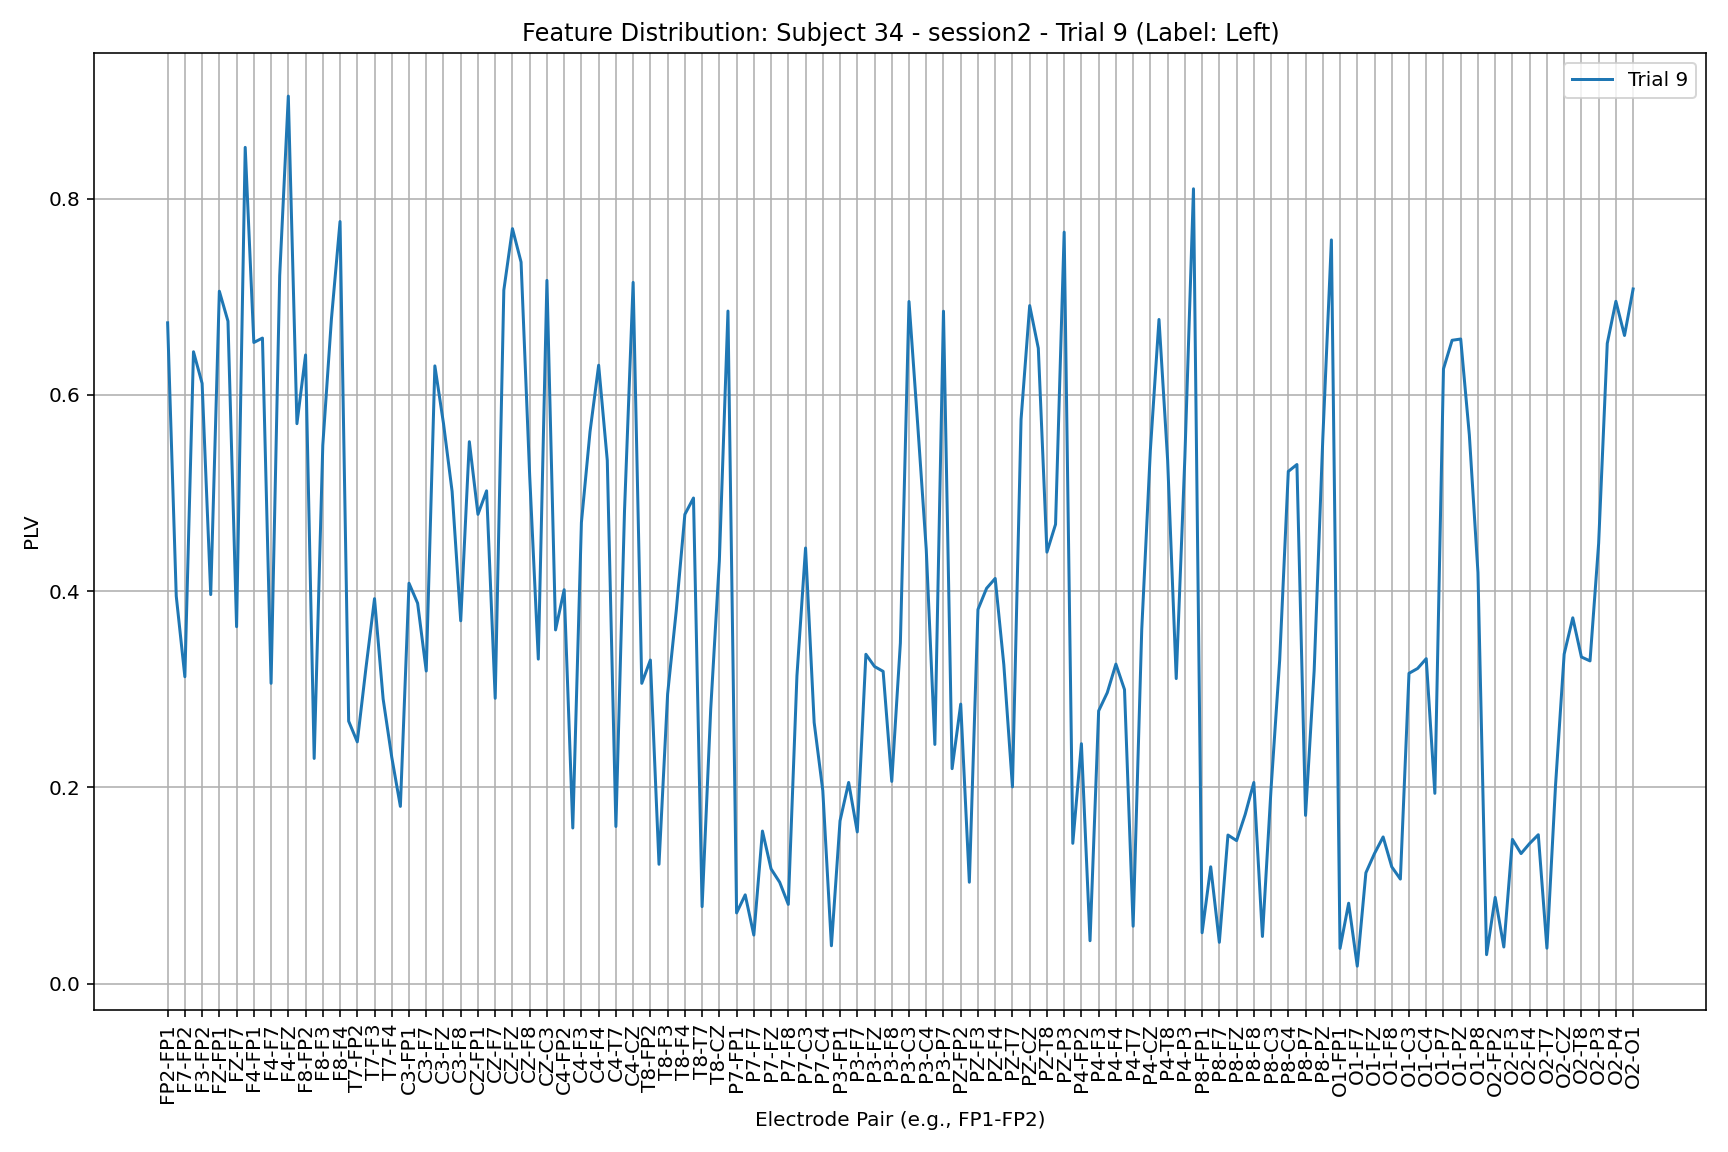 Feature Distribution: Subject 34 - session2 - Trial 9 (Label: Left)
Trial 9
PLV
0.8
0.6
0.4
0.2
0.0
FP2-FP1
F7-FP2
F3-FP2
FZ-FP1
FZ-F7
F4-FP1
F4-F7
F4-FZ
F8-FP2
F8-F3
F8-F4
T7-FP2
T7-F3
T7-F4
C3-FP1
C3-F7
C3-FZ
C3-F8
CZ-FP1
CZ-F7
CZ-FZ
CZ-F8
CZ-C3
C4-FP2
C4-F3
C4-F4
C4-T7
C4-CZ
T8-FP2
T8-F3
T8-F4
T8-T7
T8-CZ
P7-FP1
P7-F7
P7-FZ
P7-F8
P7-C3
P7-C4
P3-FP1
P3-F7
P3-FZ
P3-F8
P3-C3
P3-C4
P3-P7
PZ-FP2
PZ-F3
PZ-F4
PZ-T7
PZ-CZ
PZ-T8
PZ-P3
P4-FP2
P4-F3
P4-F4
P4-T7
P4-CZ
P4-T8
P4-P3
P8-FP1
P8-F7
P8-FZ
P8-F8
P8-C3
P8-C4
P8-P7
P8-PZ
O1-FP1
O1-F7
O1-FZ
O1-F8
O1-C3
O1-C4
O1-P7
O1-PZ
O1-P8
O2-FP2
O2-F3
O2-F4
O2-T7
O2-CZ
O2-T8
O2-P3
O2-P4
O2-O1
Electrode Pair (e.g., FP1-FP2)